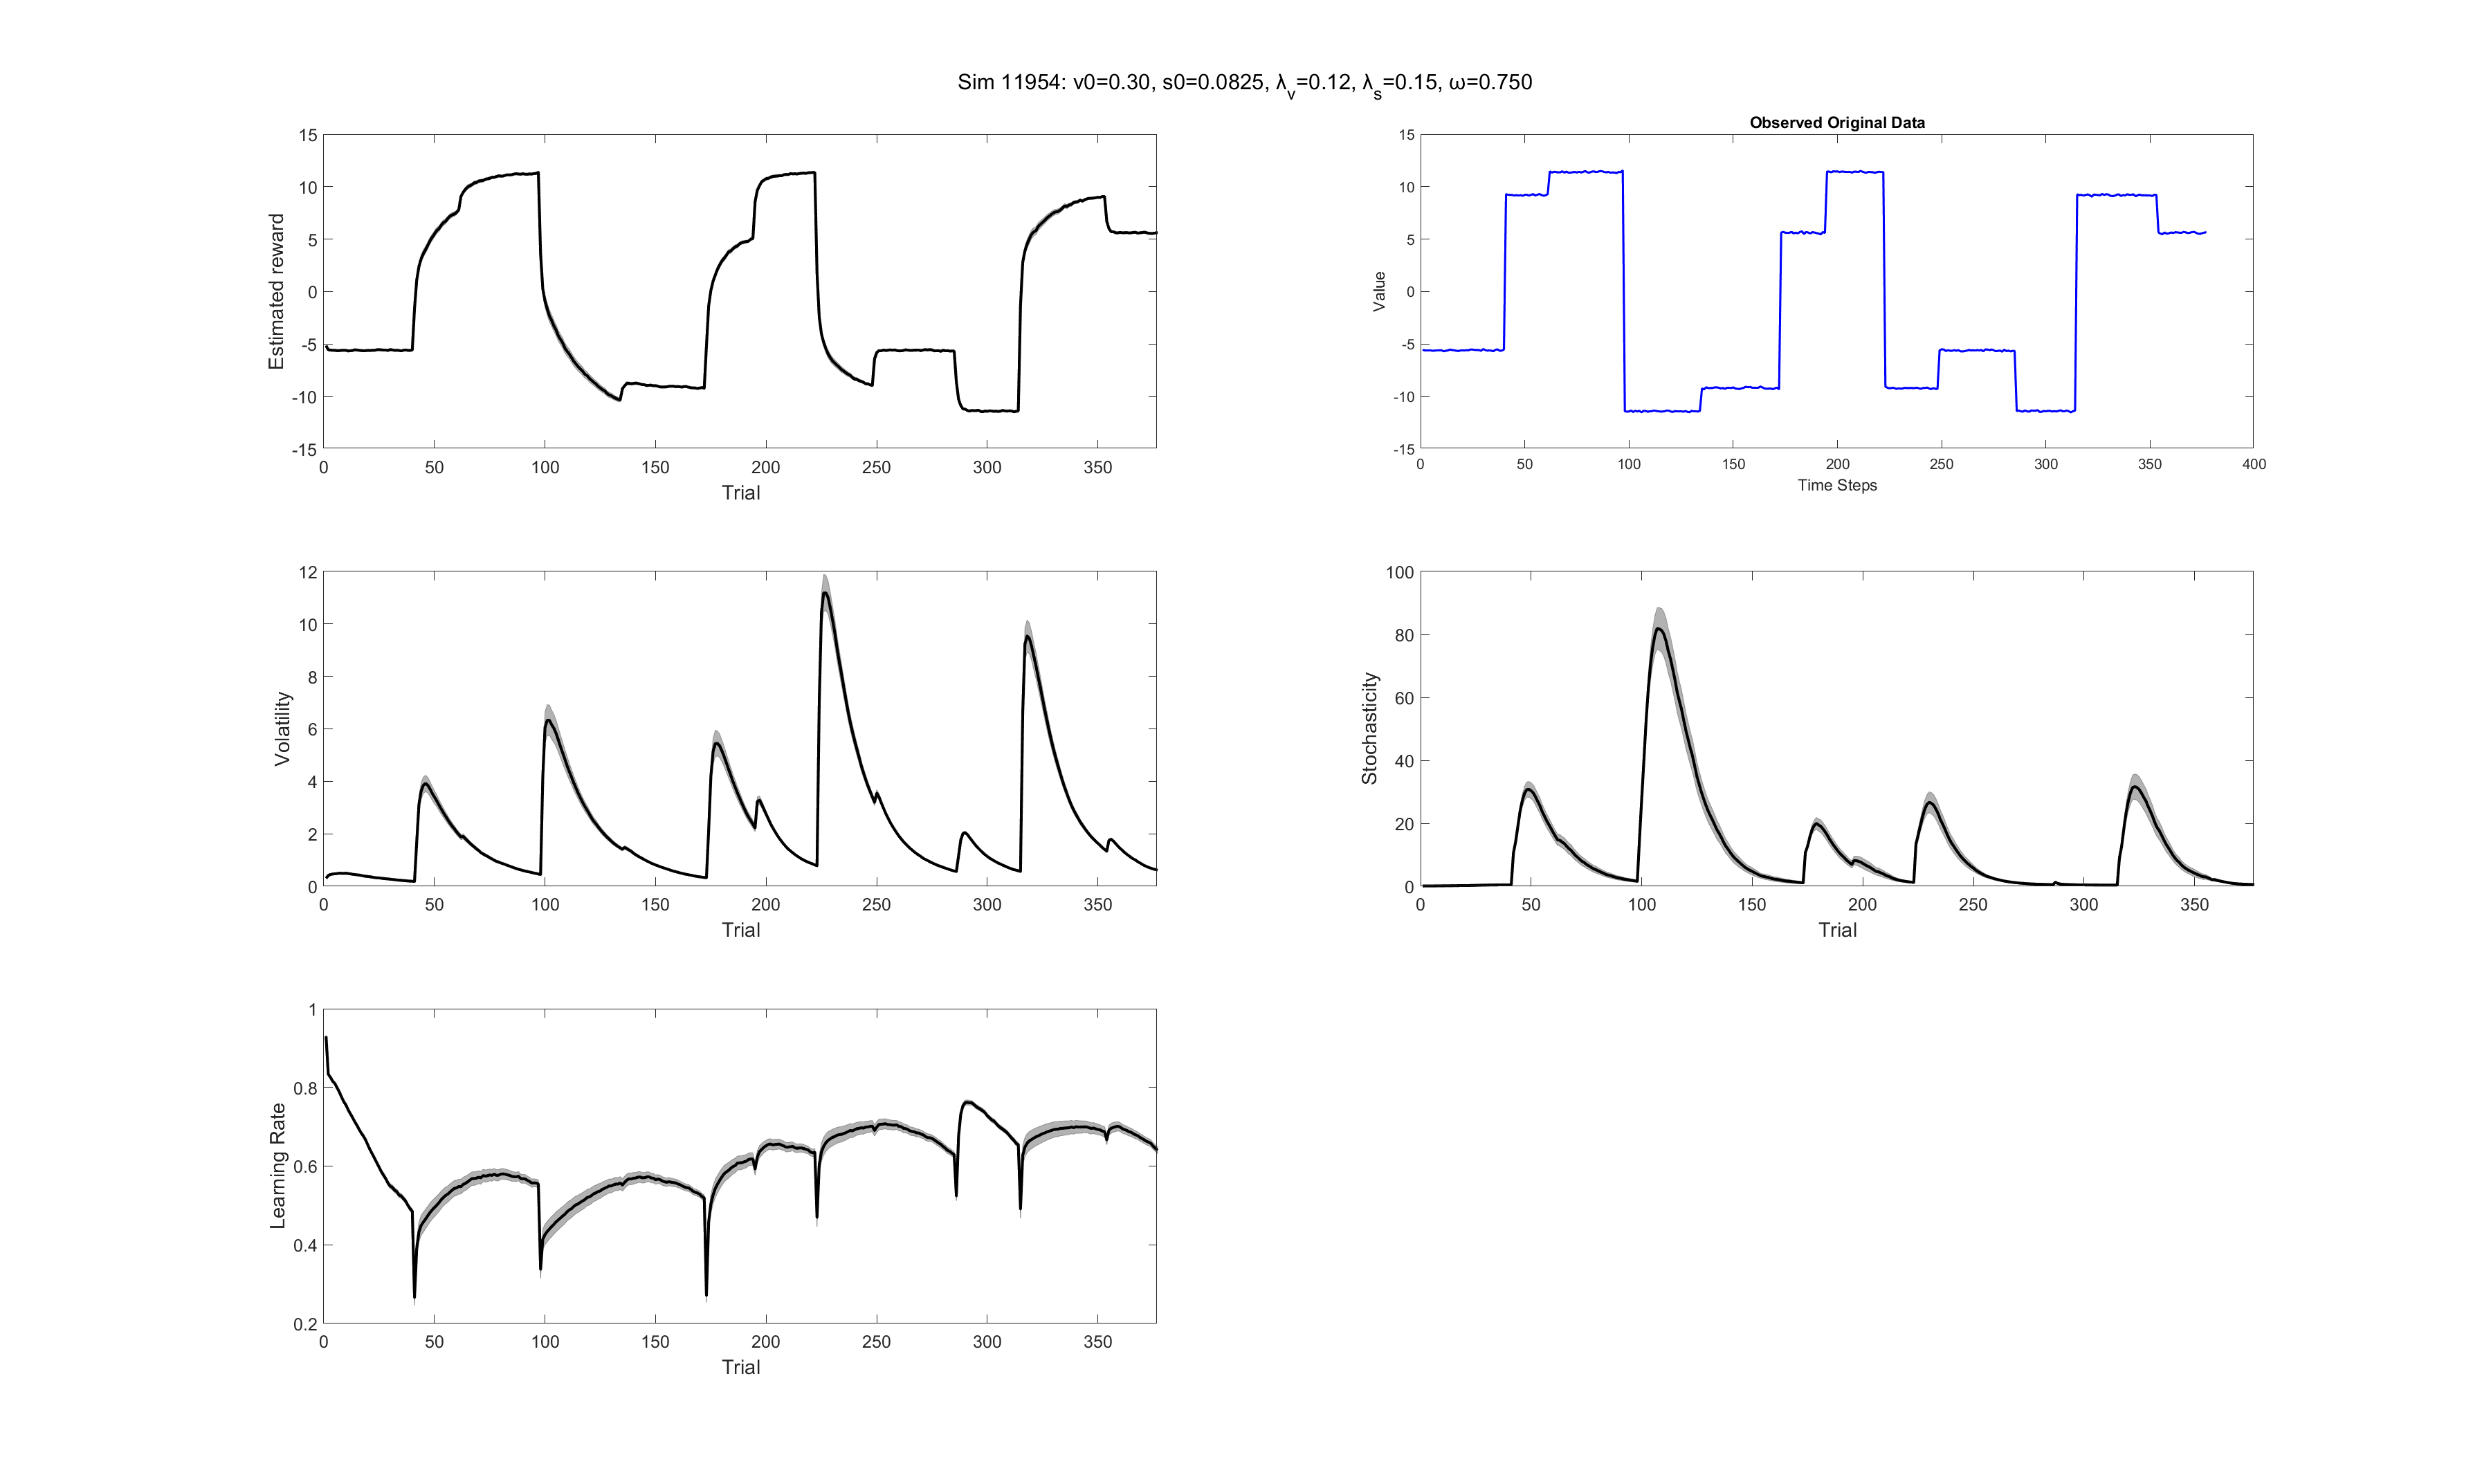 Sim 11954: v0=0.30, s0=0.0825, λv=0.12, λs=0.15, ω=0.750
15
10
5
0
-5
-10
-15
Estimated reward
0 50 100 150 200 250 300 350
Trial
Observed Original Data
15
10
5
0
-5
-10
-15
Value
0 50 100 150 200 250 300 350 400
Time Steps
12
10
8
6
4
2
0
Volatility
0 50 100 150 200 250 300 350
Trial
100
80
60
40
20
0
Stochasticity
0 50 100 150 200 250 300 350
Trial
1
0.8
0.6
0.4
0.2
Learning Rate
0 50 100 150 200 250 300 350
Trial